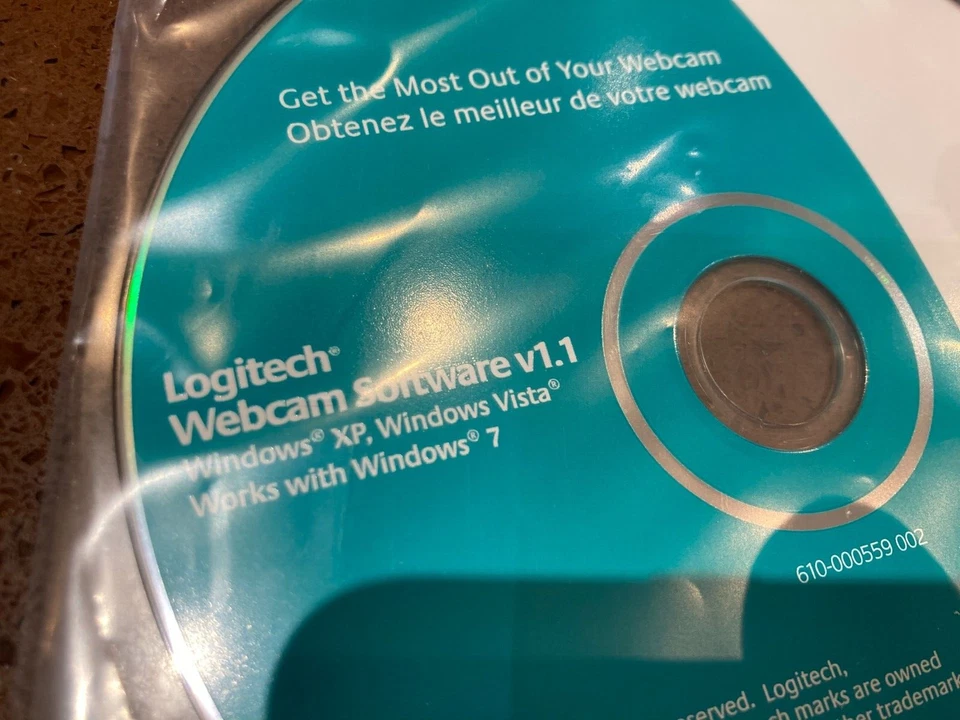 Get the Most Out of Your Webcam
Obtenez le meilleur de votre webcam
Logitech®
Webcam Software v1.1
Windows® XP, Windows Vista®
Works with Windows® 7
610-000559 002
Logitech,
marks are owned